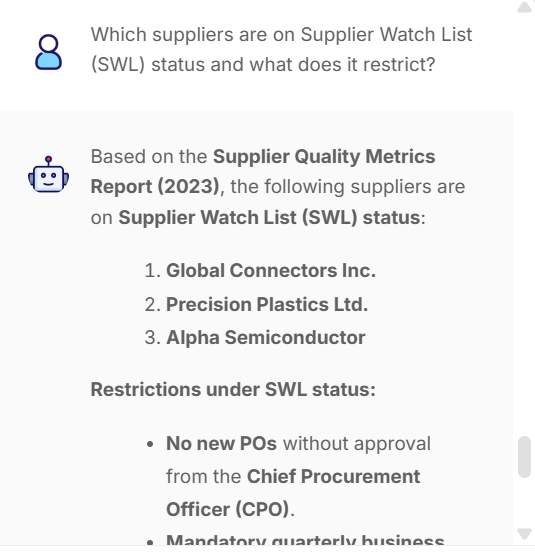 Which suppliers are on Supplier Watch List
(SWL) status and what does it restrict?
Based on the Supplier Quality Metrics
Report (2023), the following suppliers are
on Supplier Watch List (SWL) status:
1. Global Connectors Inc.
2. Precision Plastics Ltd.
3. Alpha Semiconductor
Restrictions under SWL status:
• No new POs without approval
from the Chief Procurement
Officer (CPO).
• Mandatory quarterly business